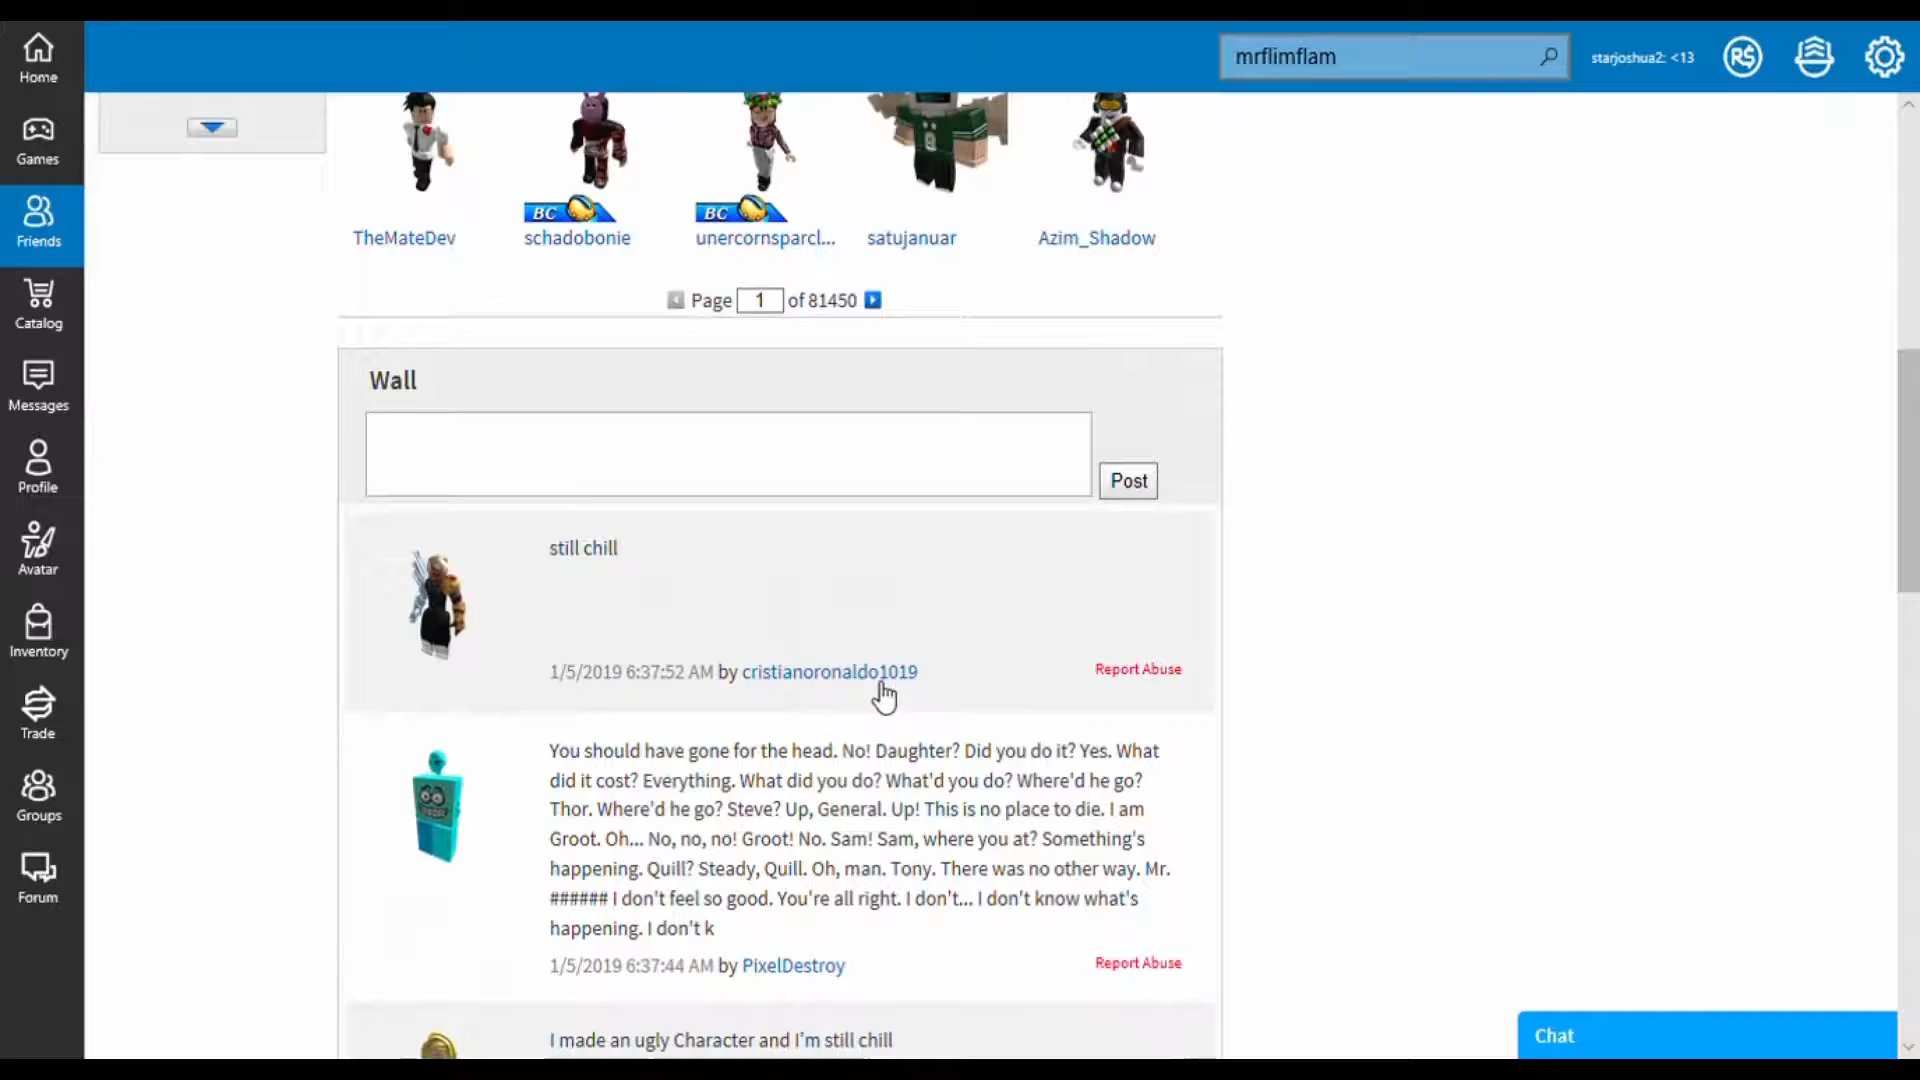 mrflimflam
starjoshua2: <13
R$
Home
Games
Friends
Catalog
Messages
Profile
Avatar
Inventory
Trade
Groups
Forum
BC
BC
TheMateDev
schadobonie
unercornsparcl...
satujanuar
Azim_Shadow
Page 1 of 81450
Wall
Post
still chill
1/5/2019 6:37:52 AM by cristianoronaldo1019
Report Abuse
You should have gone for the head. No! Daughter? Did you do it? Yes. What
did it cost? Everything. What did you do? What'd you do? Where'd he go?
Thor. Where'd he go? Steve? Up, General. Up! This is no place to die. I am
Groot. Oh... No, no, no! Groot! No. Sam! Sam, where you at? Something's
happening. Quill? Steady, Quill. Oh, man. Tony. There was no other way. Mr.
###### I don't feel so good. You're all right. I don't... I don't know what's
happening. I don't k
1/5/2019 6:37:44 AM by PixelDestroy
Report Abuse
I made an ugly Character and I'm still chill
Chat